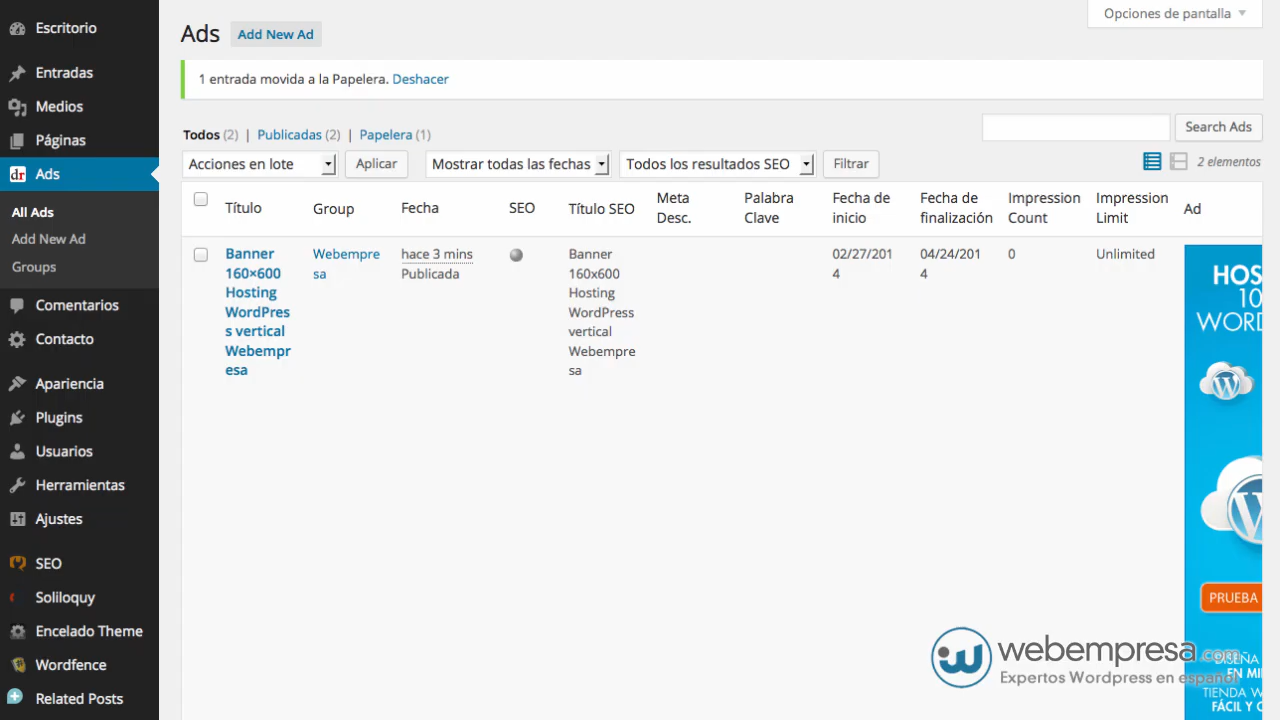 Escritorio
Entradas
Medios
Páginas
dr Ads
All Ads
Add New Ad
Groups
Comentarios
Contacto
Apariencia
Plugins
Usuarios
Herramientas
Ajustes
SEO
Soliloquy
Encelado Theme
Wordfence
Related Posts
Opciones de pantalla
Ads Add New Ad
1 entrada movida a la Papelera. Deshacer
Todos (2) | Publicadas (2) | Papelera (1)
Search Ads
Acciones en lote Aplicar Mostrar todas las fechas Todos los resultados SEO Filtrar 2 elementos
Título
Group
Fecha
SEO
Título SEO
Meta
Desc.
Palabra
Clave
Fecha de
inicio
Fecha de
finalización
Impression
Count
Impression
Limit
Ad
Banner
160×600
Hosting
WordPres
s vertical
Webempr
esa
Webempre
sa
hace 3 mins
Publicada
Banner
160x600
Hosting
WordPress
vertical
Webempre
sa
02/27/201
4
04/24/201
4
0
Unlimited
HOS
10
WORD
PRUEBA
DISEÑA
EN MI
TIENDA W
FÁCIL Y C
webempresa.com
Expertos Wordpress en español